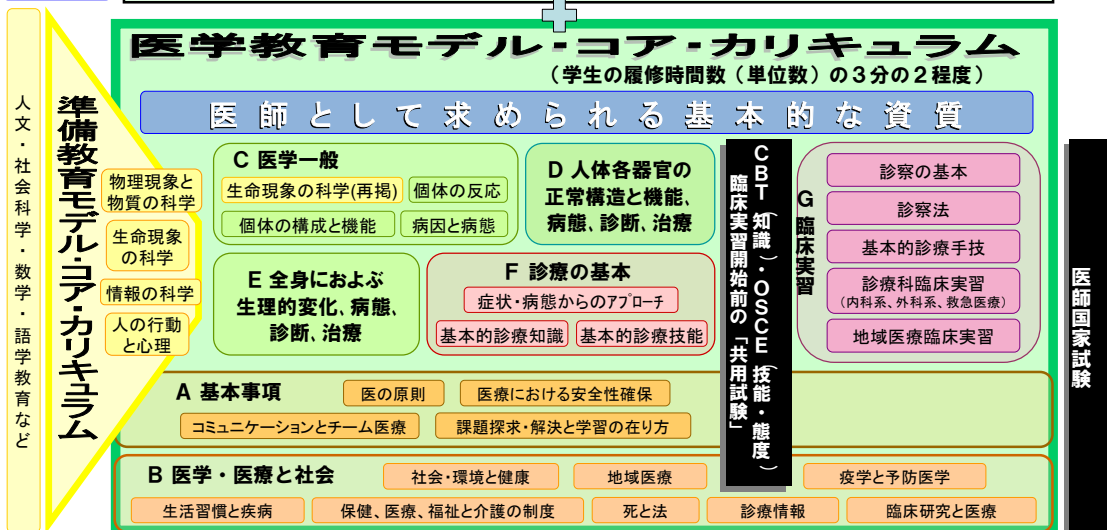 医学教育モデル・コア・カリキュラム
（学生の履修時間数（単位数）の３分の２程度）
医師として求められる基本的な資質
人文・社会科学・数学・語学教育など
準備教育モデル・コア・カリキュラム
物理現象と
物質の科学
生命現象
の科学
情報の科学
人の行動
と心理
C 医学一般
生命現象の科学(再掲)
個体の反応
個体の構成と機能
病因と病態
D 人体各器官の
正常構造と機能、
病態、診断、治療
E 全身におよぶ
生理的変化、病態、
診断、治療
F 診療の基本
症状・病態からのアプローチ
基本的診療知識
基本的診療技能
臨床実習開始前の「共用試験」
CBT（知識）・OSCE（技能・態度）
G 臨床実習
診察の基本
診察法
基本的診療手技
診療科臨床実習
（内科系、外科系、救急医療）
地域医療臨床実習
医師国家試験
A 基本事項
医の原則
医療における安全性確保
コミュニケーションとチーム医療
課題探求・解決と学習の在り方
B 医学・医療と社会
社会・環境と健康
地域医療
疫学と予防医学
生活習慣と疾病
保健、医療、福祉と介護の制度
死と法
診療情報
臨床研究と医療